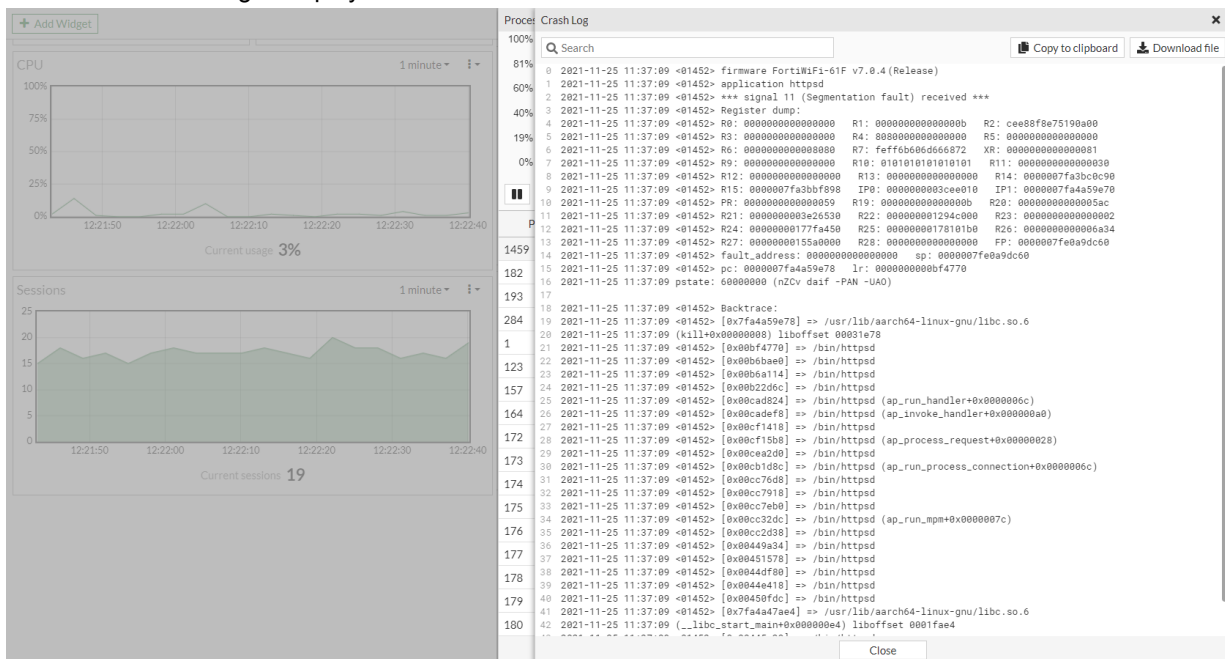 + Add Widget
CPU
1 minute
100%
75%
50%
25%
0%
12:21:50 12:22:00 12:22:10 12:22:20 12:22:30 12:22:40
Current usage 3%
Sessions
1 minute
25
20
15
10
5
0
12:21:50 12:22:00 12:22:10 12:22:20 12:22:30 12:22:40
Current sessions 19
100%
81%
60%
40%
19%
0%
P
1459
182
193
284
1
123
157
164
172
173
174
175
176
177
178
179
180
Crash Log
Search
Copy to clipboard
Download file
0 2021-11-25 11:37:09 <01452> firmware FortiWiFi-61F v7.0.4(Release)
1 2021-11-25 11:37:09 <01452> application httpsd
2 2021-11-25 11:37:09 <01452> *** signal 11 (Segmentation fault) received ***
3 2021-11-25 11:37:09 <01452> Register dump:
4 2021-11-25 11:37:09 <01452> R0: 0000000000000000 R1: 000000000000000b R2: cee88f8e75190a00
5 2021-11-25 11:37:09 <01452> R3: 0000000000000000 R4: 8080000000000000 R5: 0000000000000000
6 2021-11-25 11:37:09 <01452> R6: 0000000000008080 R7: feff6b606d666872 XR: 0000000000000081
7 2021-11-25 11:37:09 <01452> R9: 0000000000000000 R10: 0101010101010101 R11: 0000000000000030
8 2021-11-25 11:37:09 <01452> R12: 0000000000000000 R13: 0000000000000000 R14: 0000007fa3bc0c90
9 2021-11-25 11:37:09 <01452> R15: 0000007fa3bbf898 IP0: 0000000003cee010 IP1: 0000007fa4a59e70
10 2021-11-25 11:37:09 <01452> PR: 0000000000000059 R19: 000000000000000b R20: 00000000000005ac
11 2021-11-25 11:37:09 <01452> R21: 0000000003e26530 R22: 000000001294c000 R23: 0000000000000002
12 2021-11-25 11:37:09 <01452> R24: 00000000177fa450 R25: 00000000178101b0 R26: 0000000000006a34
13 2021-11-25 11:37:09 <01452> R27: 00000000155a0000 R28: 0000000000000000 FP: 0000007fe0a9dc60
14 2021-11-25 11:37:09 <01452> fault_address: 0000000000000000 sp: 0000007fe0a9dc60
15 2021-11-25 11:37:09 <01452> pc: 0000007fa4a59e78 lr: 0000000000bf4770
16 2021-11-25 11:37:09 pstate: 60000000 (nZCv daif -PAN -UAO)
17
18 2021-11-25 11:37:09 <01452> Backtrace:
19 2021-11-25 11:37:09 <01452> [0x7fa4a59e78] => /usr/lib/aarch64-linux-gnu/libc.so.6
20 2021-11-25 11:37:09 (kill+0x00000008) liboffset 00031e78
21 2021-11-25 11:37:09 <01452> [0x00bf4770] => /bin/httpsd
22 2021-11-25 11:37:09 <01452> [0x00b6bae0] => /bin/httpsd
23 2021-11-25 11:37:09 <01452> [0x00b6a114] => /bin/httpsd
24 2021-11-25 11:37:09 <01452> [0x00b22d6c] => /bin/httpsd
25 2021-11-25 11:37:09 <01452> [0x00cad824] => /bin/httpsd (ap_run_handler+0x0000006c)
26 2021-11-25 11:37:09 <01452> [0x00cadef8] => /bin/httpsd (ap_invoke_handler+0x000000a0)
27 2021-11-25 11:37:09 <01452> [0x00cf1418] => /bin/httpsd
28 2021-11-25 11:37:09 <01452> [0x00cf15b8] => /bin/httpsd (ap_process_request+0x00000028)
29 2021-11-25 11:37:09 <01452> [0x00cea2d0] => /bin/httpsd
30 2021-11-25 11:37:09 <01452> [0x00cb1d8c] => /bin/httpsd (ap_run_process_connection+0x0000006c)
31 2021-11-25 11:37:09 <01452> [0x00cc76d8] => /bin/httpsd
32 2021-11-25 11:37:09 <01452> [0x00cc7918] => /bin/httpsd
33 2021-11-25 11:37:09 <01452> [0x00cc7eb0] => /bin/httpsd
34 2021-11-25 11:37:09 <01452> [0x00cc32dc] => /bin/httpsd (ap_run_mpm+0x0000007c)
35 2021-11-25 11:37:09 <01452> [0x00cc2d38] => /bin/httpsd
36 2021-11-25 11:37:09 <01452> [0x00449a34] => /bin/httpsd
37 2021-11-25 11:37:09 <01452> [0x00451578] => /bin/httpsd
38 2021-11-25 11:37:09 <01452> [0x0044df80] => /bin/httpsd
39 2021-11-25 11:37:09 <01452> [0x0044e418] => /bin/httpsd
40 2021-11-25 11:37:09 <01452> [0x00450fdc] => /bin/httpsd
41 2021-11-25 11:37:09 <01452> [0x7fa4a47ae4] => /usr/lib/aarch64-linux-gnu/libc.so.6
42 2021-11-25 11:37:09 (__libc_start_main+0x000000e4) liboffset 0001fae4
Close